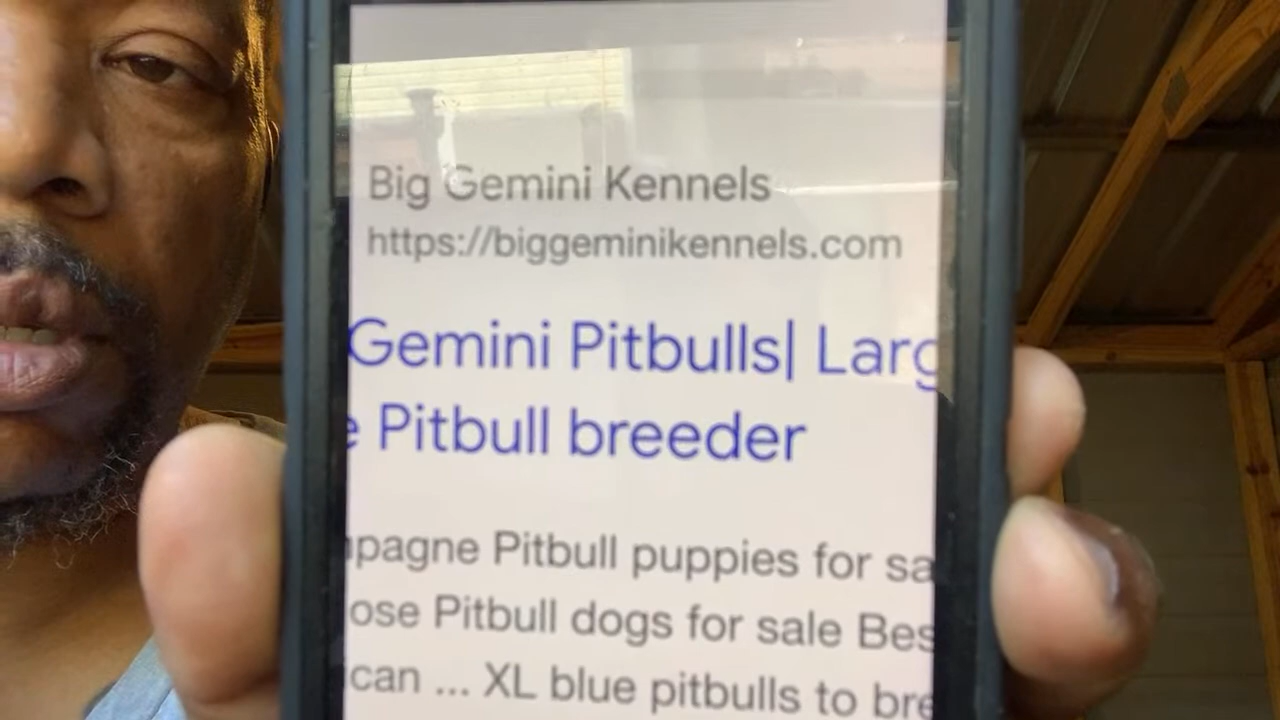 Big Gemini Kennels
https://biggeminikennels.com
Gemini Pitbulls| Larg
e Pitbull breeder
pagne Pitbull puppies for sa
ose Pitbull dogs for sale Bes
can ... XL blue pitbulls to bre